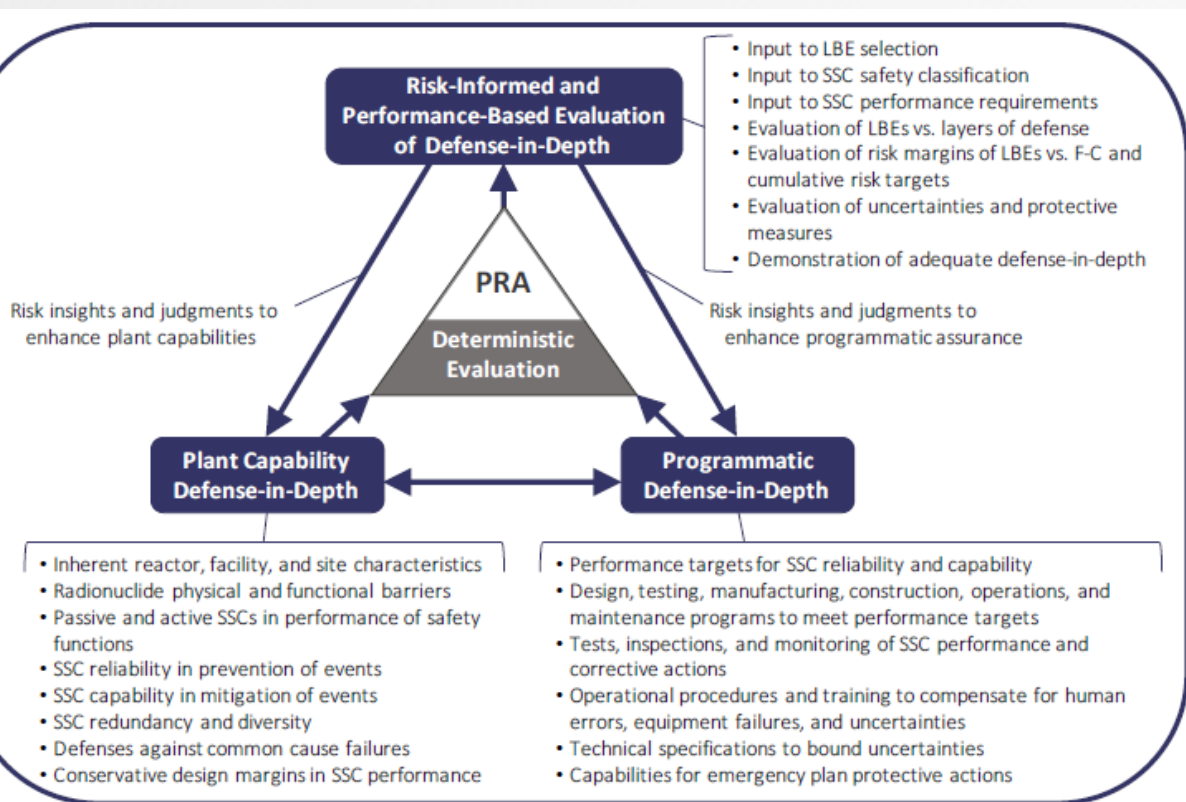 Risk-Informed and
Performance-Based Evaluation
of Defense-in-Depth
• Input to LBE selection
• Input to SSC safety classification
• Input to SSC performance requirements
• Evaluation of LBEs vs. layers of defense
• Evaluation of risk margins of LBEs vs. F-C and
cumulative risk targets
• Evaluation of uncertainties and protective
measures
• Demonstration of adequate defense-in-depth
PRA
Deterministic
Evaluation
Risk insights and judgments to
enhance plant capabilities
Risk insights and judgments to
enhance programmatic assurance
Plant Capability
Defense-in-Depth
Programmatic
Defense-in-Depth
• Inherent reactor, facility, and site characteristics
• Radionuclide physical and functional barriers
• Passive and active SSCs in performance of safety
functions
• SSC reliability in prevention of events
• SSC capability in mitigation of events
• SSC redundancy and diversity
• Defenses against common cause failures
• Conservative design margins in SSC performance
• Performance targets for SSC reliability and capability
• Design, testing, manufacturing, construction, operations, and
maintenance programs to meet performance targets
• Tests, inspections, and monitoring of SSC performance and
corrective actions
• Operational procedures and training to compensate for human
errors, equipment failures, and uncertainties
• Technical specifications to bound uncertainties
• Capabilities for emergency plan protective actions